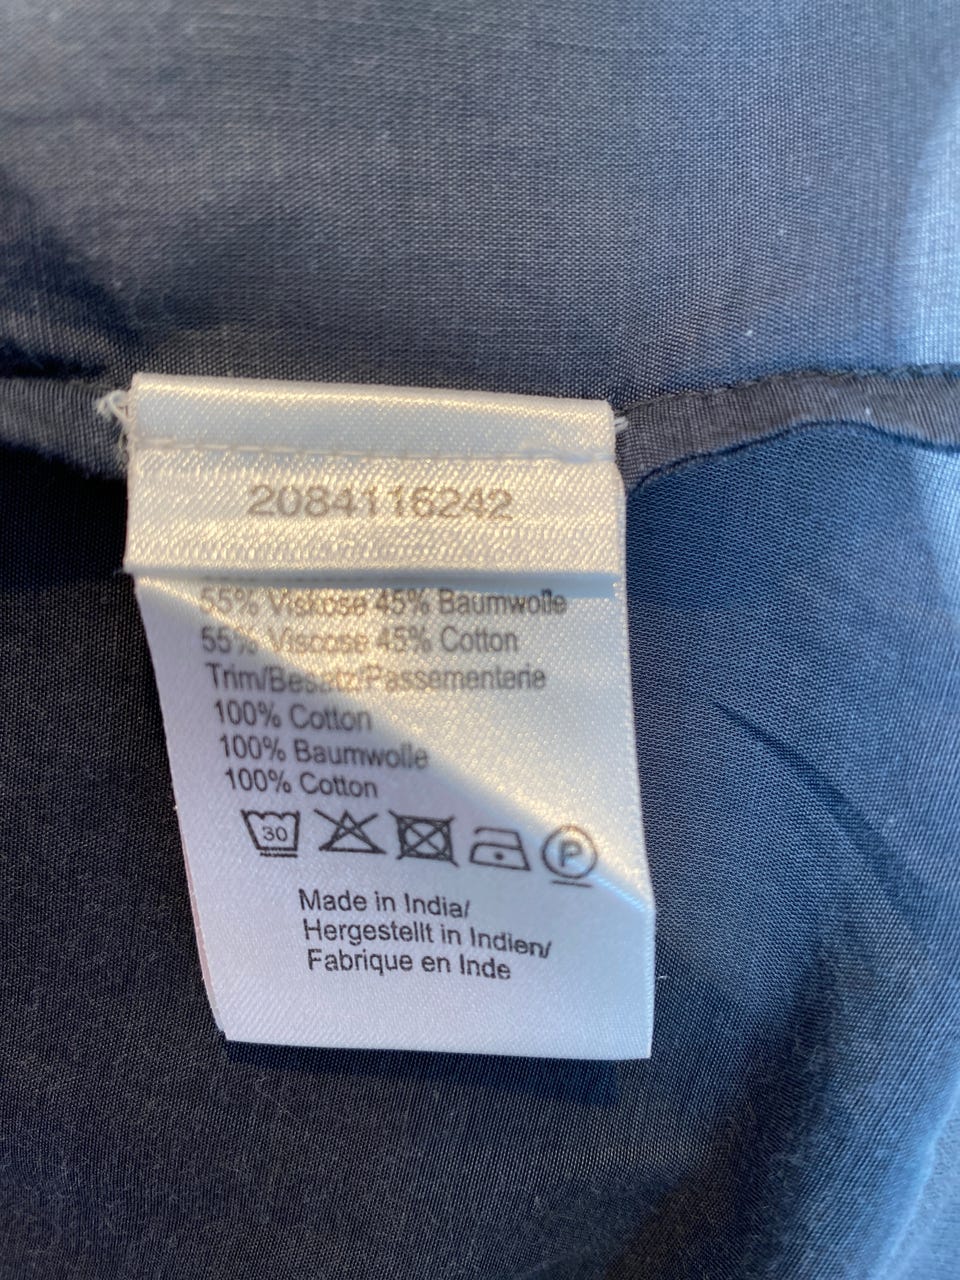 2084116242
55% Viskose 45% Baumwolle
55% Viscose 45% Cotton
Trim/Besatz/Passementerie
100% Cotton
100% Baumwolle
100% Cotton
30 P
Made in India/
Hergestellt in Indien/
Fabrique en Inde